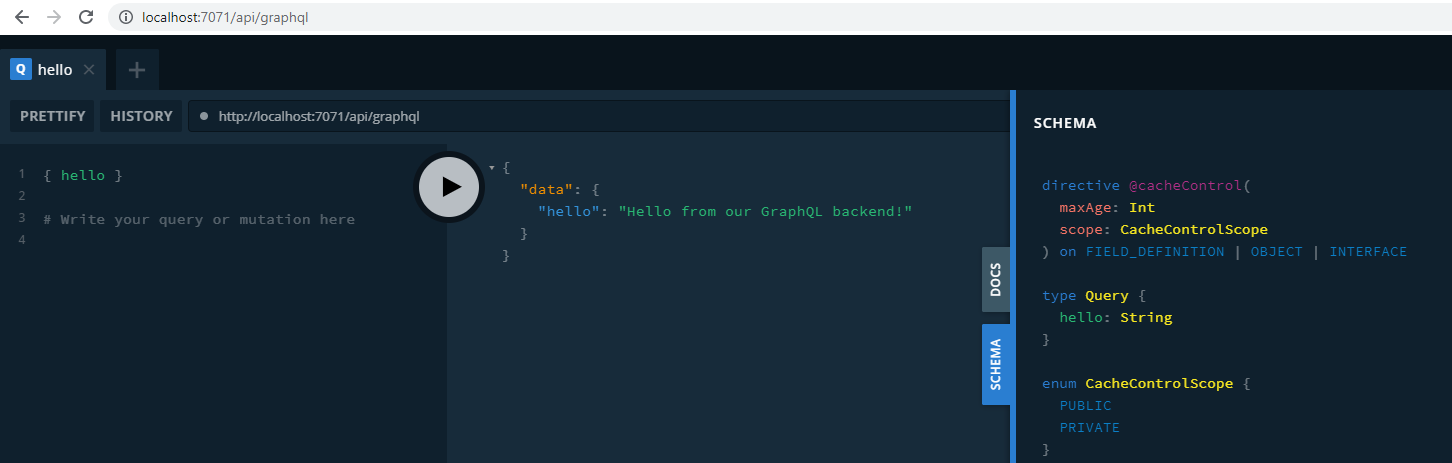 localhost:7071/api/graphql
Q hello
PRETTIFY HISTORY http://localhost:7071/api/graphql
1 { hello }
2
3 # Write your query or mutation here
4
{
"data": {
"hello": "Hello from our GraphQL backend!"
}
}
DOCS
SCHEMA
SCHEMA
directive @cacheControl(
maxAge: Int
scope: CacheControlScope
) on FIELD_DEFINITION | OBJECT | INTERFACE
type Query {
hello: String
}
enum CacheControlScope {
PUBLIC
PRIVATE
}